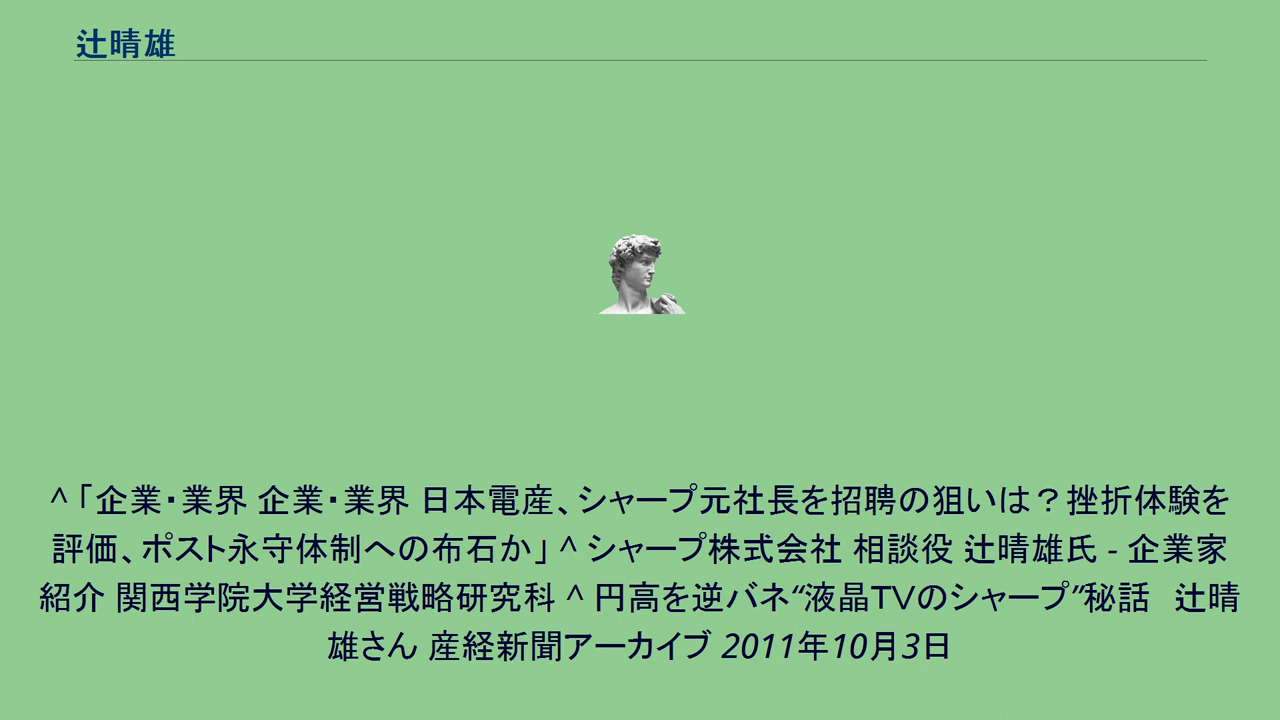 辻晴雄
^ 「企業・業界 企業・業界 日本電産、シャープ元社長を招聘の狙いは？挫折体験を
評価、ポスト永守体制への布石か」 ^ シャープ株式会社 相談役 辻晴雄氏 - 企業家
紹介 関西学院大学経営戦略研究科 ^ 円高を逆バネ“液晶TVのシャープ”秘話　辻晴
雄さん 産経新聞アーカイブ 2011年10月3日